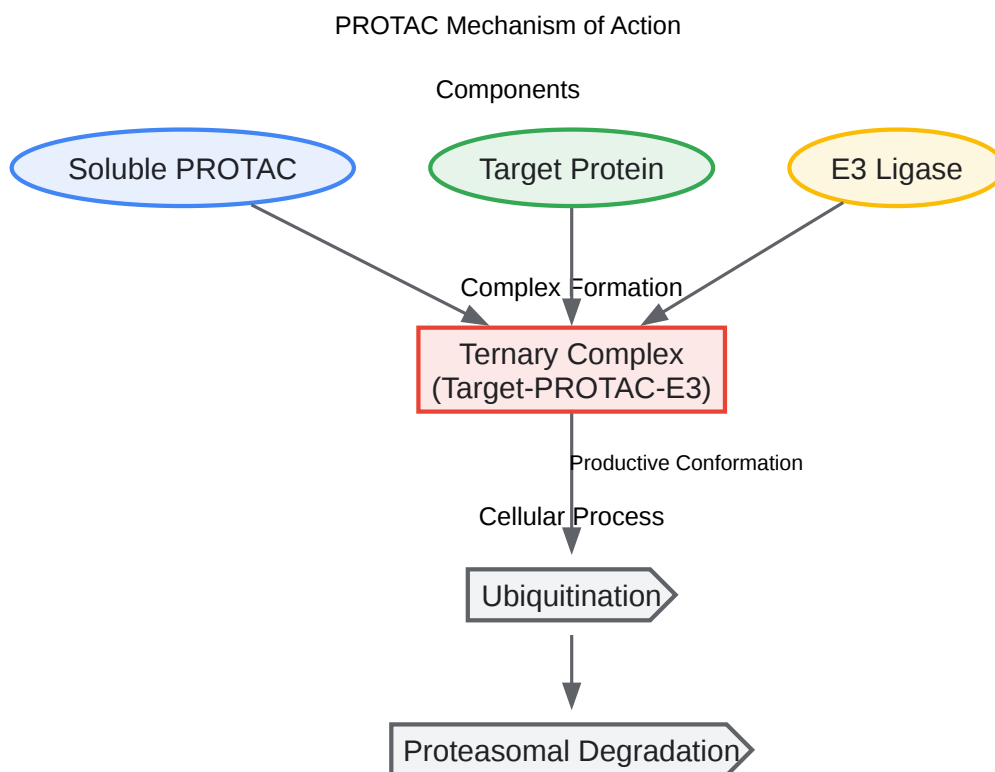 PROTAC Mechanism of Action
Components
Soluble PROTAC
Target Protein
E3 Ligase
Complex Formation
Ternary Complex
(Target-PROTAC-E3)
Productive Conformation
Cellular Process
Ubiquitination
Proteasomal Degradation